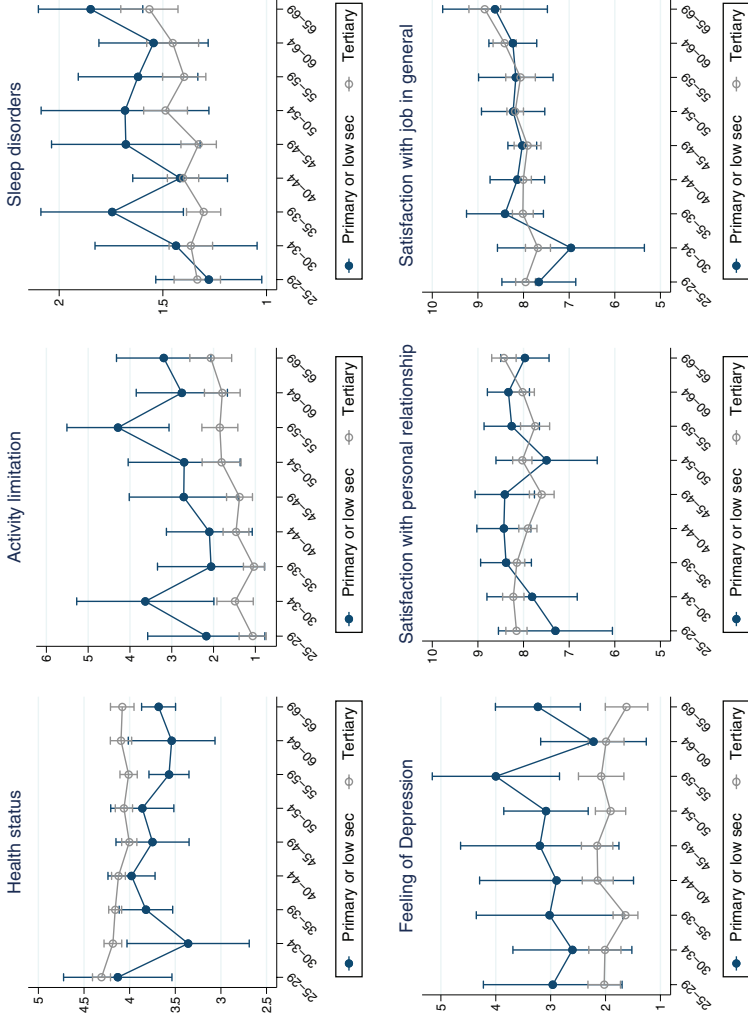 Health status
5
4.5
4
3.5
3
2.5
25–29 30–34 35–39 40–44 45–49 50–54 55–59 60–64 65–69
Primary or low sec Tertiary
Activity limitation
6
5
4
3
2
1
25–29 30–34 35–39 40–44 45–49 50–54 55–59 60–64 65–69
Primary or low sec Tertiary
Sleep disorders
2
1.5
1
25–29 30–34 35–39 40–44 45–49 50–54 55–59 60–64 65–69
Primary or low sec Tertiary
Feeling of Depression
5
4
3
2
1
25–29 30–34 35–39 40–44 45–49 50–54 55–59 60–64 65–69
Primary or low sec Tertiary
Satisfaction with personal relationship
10
9
8
7
6
5
25–29 30–34 35–39 40–44 45–49 50–54 55–59 60–64 65–69
Primary or low sec Tertiary
Satisfaction with job in general
10
9
8
7
6
5
25–29 30–34 35–39 40–44 45–49 50–54 55–59 60–64 65–69
Primary or low sec Tertiary